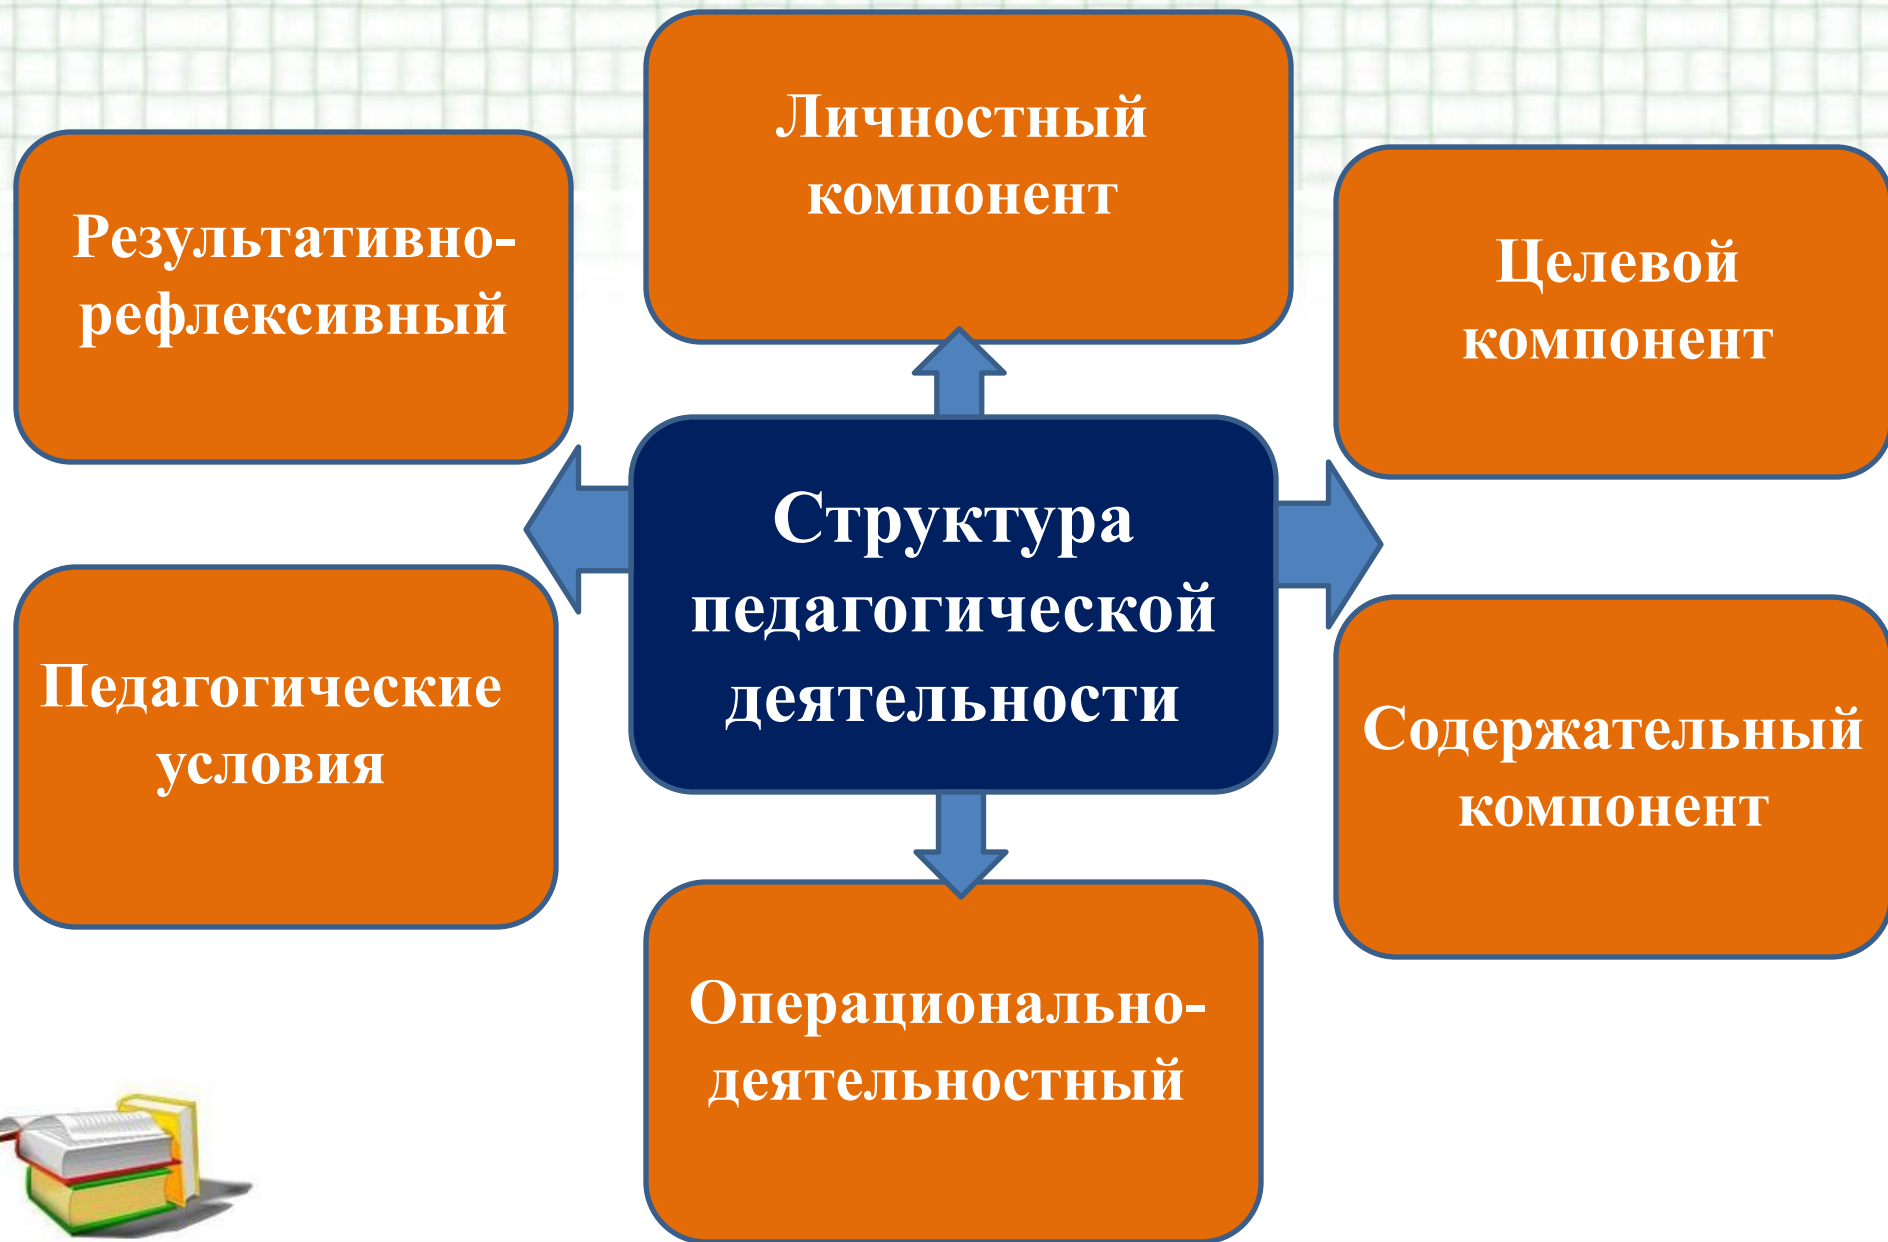 Личностный
компонент
Результативно-
рефлексивный
Целевой
компонент
Структура
педагогической
деятельности
Педагогические
условия
Содержательный
компонент
Операционально-
деятельностный